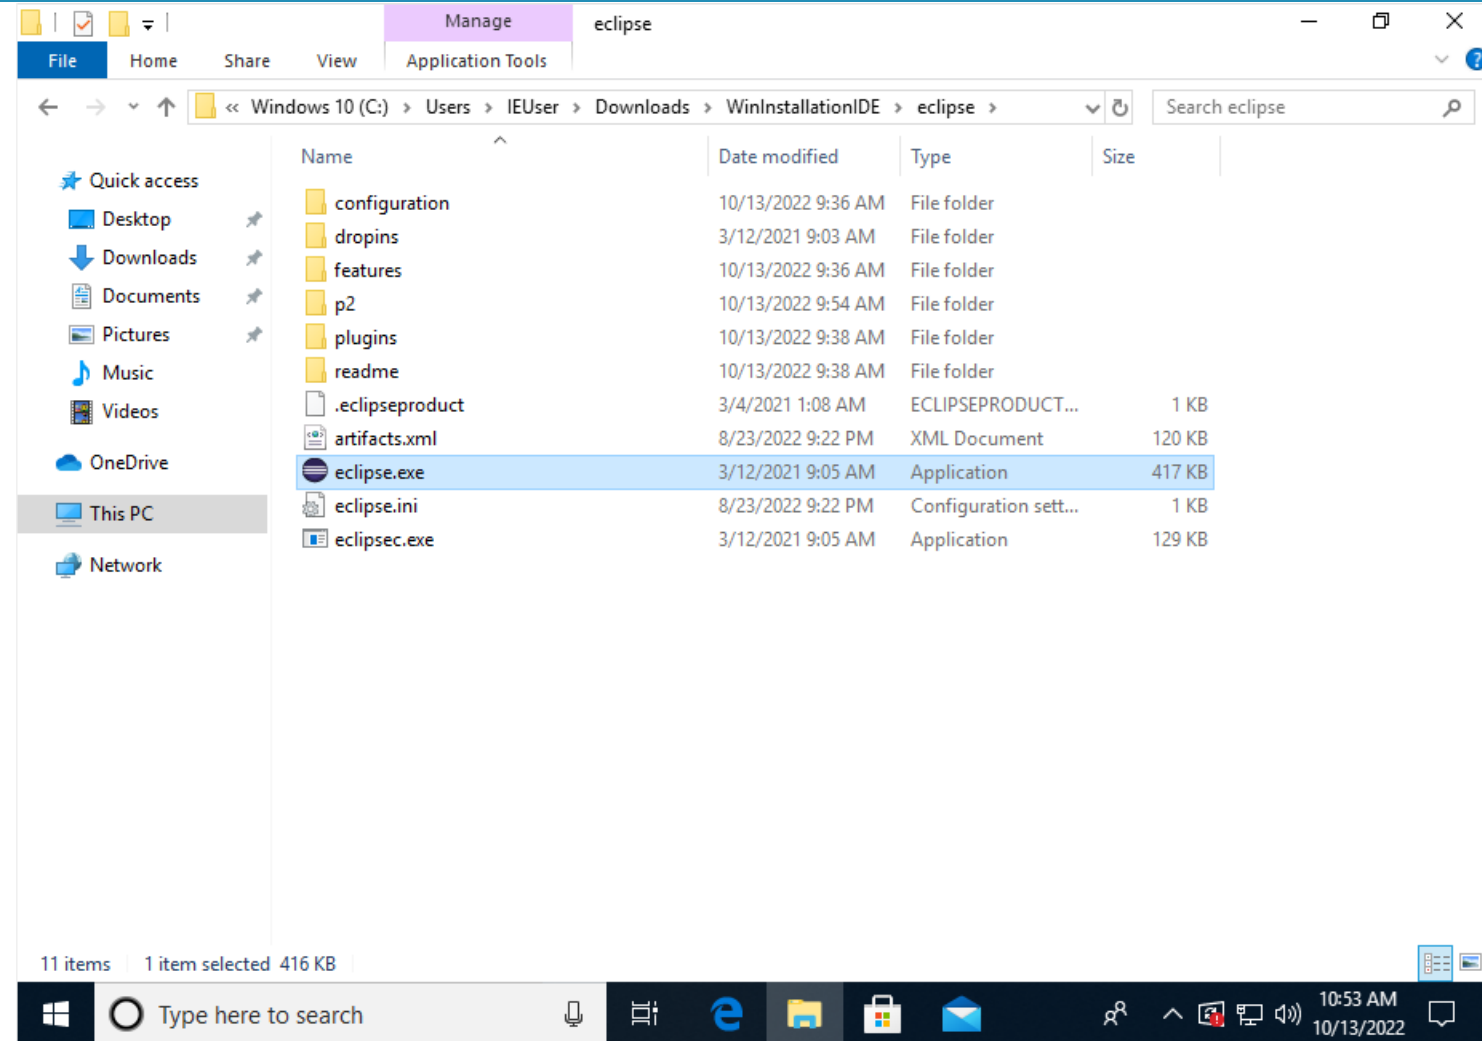 Manage
eclipse
File Home Share View Application Tools
?
« Windows 10 (C:) › Users › IEUser › Downloads › WinInstallationIDE › eclipse ›
Search eclipse
Name Date modified Type Size
Quick access
Desktop
Downloads
Documents
Pictures
Music
Videos
OneDrive
This PC
Network
configuration 10/13/2022 9:36 AM File folder
dropins 3/12/2021 9:03 AM File folder
features 10/13/2022 9:36 AM File folder
p2 10/13/2022 9:54 AM File folder
plugins 10/13/2022 9:38 AM File folder
readme 10/13/2022 9:38 AM File folder
.eclipseproduct 3/4/2021 1:08 AM ECLIPSEPRODUCT... 1 KB
artifacts.xml 8/23/2022 9:22 PM XML Document 120 KB
eclipse.exe 3/12/2021 9:05 AM Application 417 KB
eclipse.ini 8/23/2022 9:22 PM Configuration sett... 1 KB
eclipsec.exe 3/12/2021 9:05 AM Application 129 KB
11 items 1 item selected 416 KB
Type here to search
10:53 AM
10/13/2022